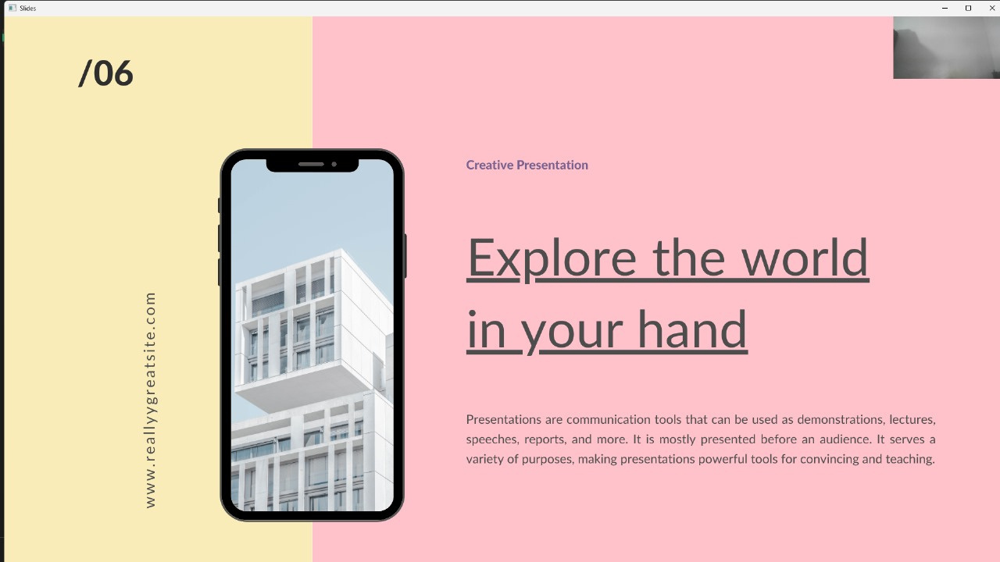 Slides
/06
Creative Presentation
Explore the world
in your hand
Presentations are communication tools that can be used as demonstrations, lectures,
speeches, reports, and more. It is mostly presented before an audience. It serves a
variety of purposes, making presentations powerful tools for convincing and teaching.
www.reallyygreatsite.com